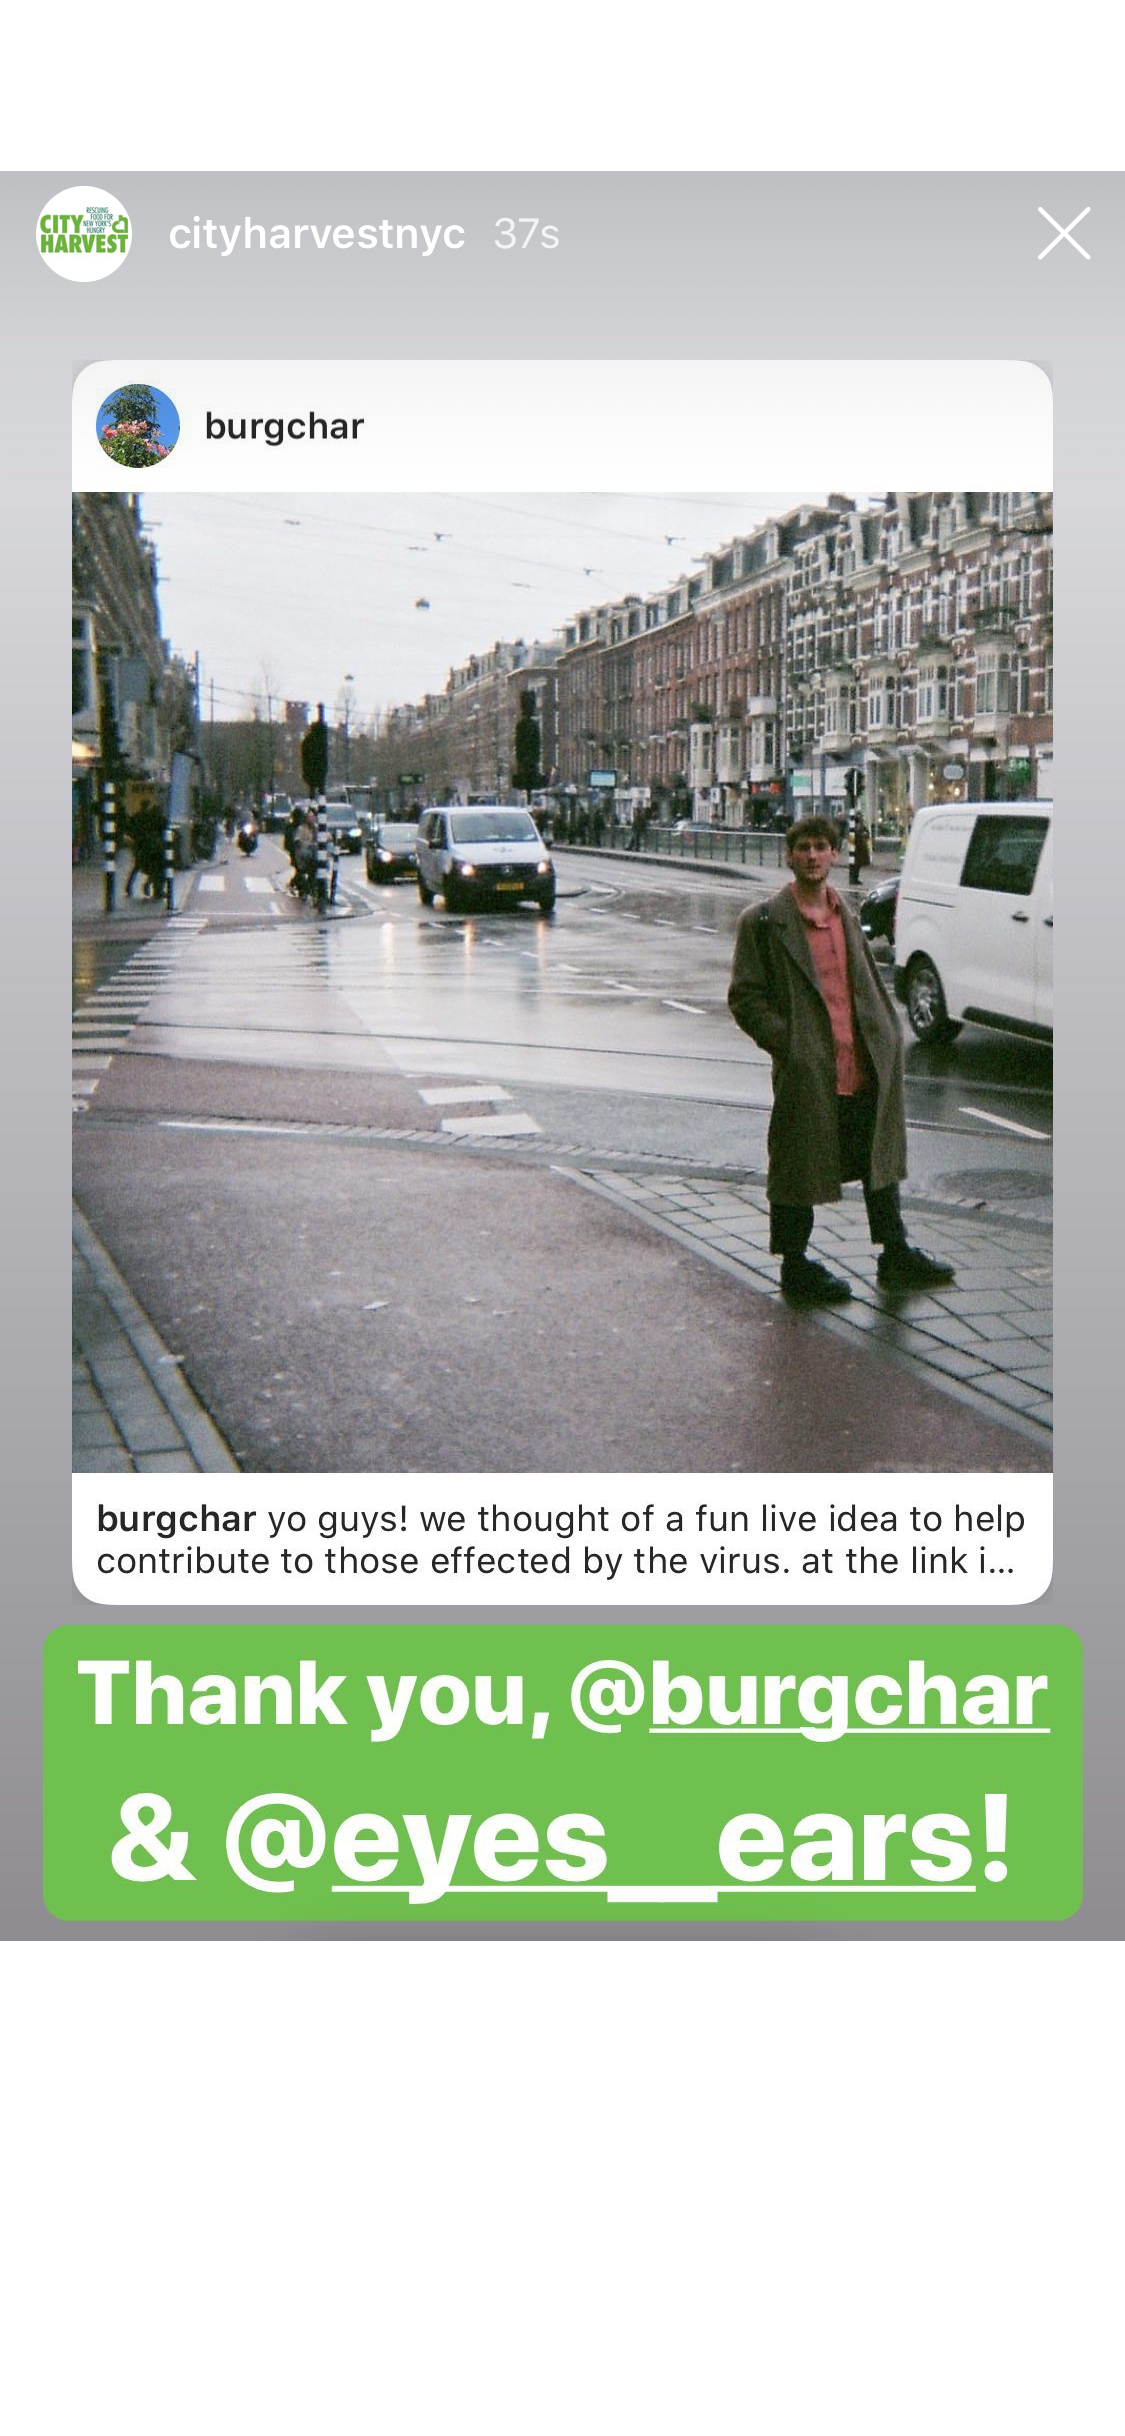 CITY
RESCUING
FOOD FOR
NEW YORK'S
HUNGRY
HARVEST
cityharvestnyc 37s
burgchar
burgchar yo guys! we thought of a fun live idea to help
contribute to those effected by the virus. at the link i...
Thank you, @burgchar
& @eyes__ears!